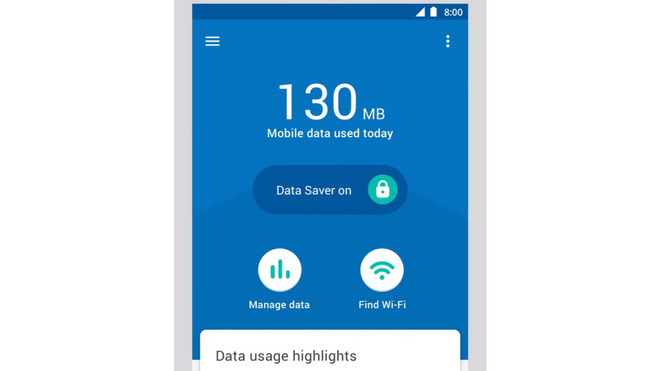 8:00
130 MB
Mobile data used today
Data Saver on
Manage data Find Wi-Fi
Data usage highlights